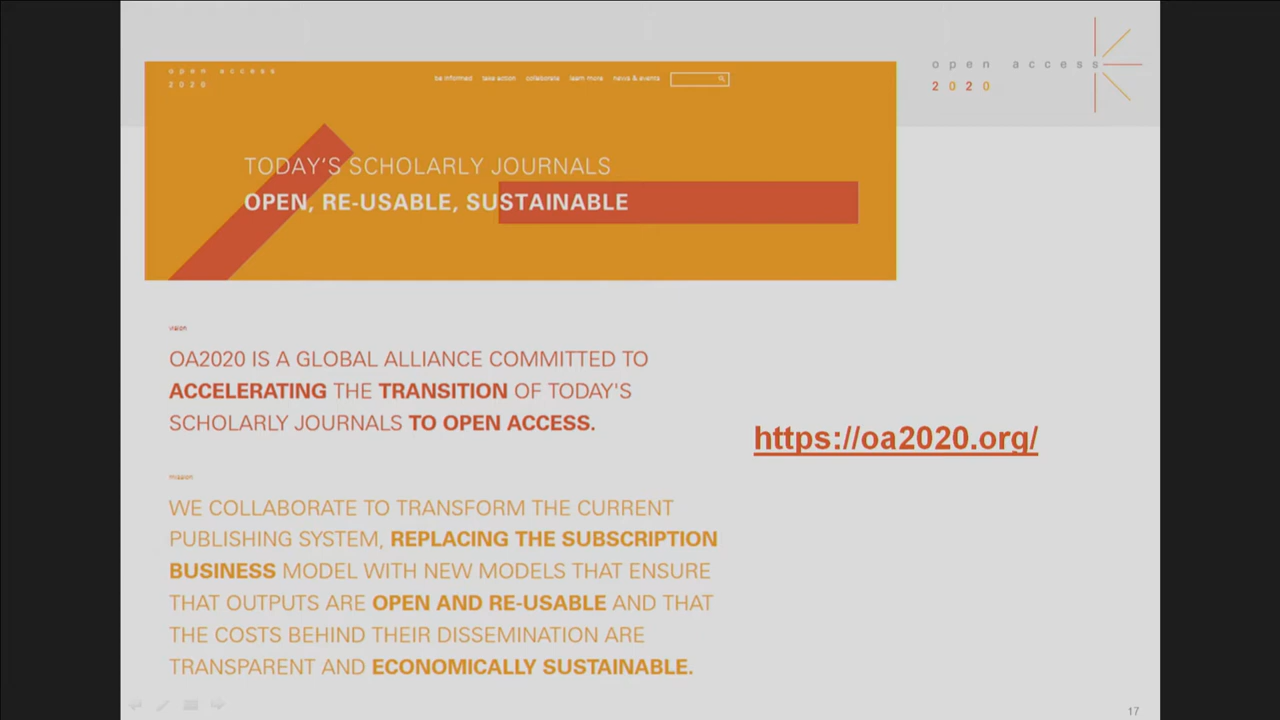 open access
2020
be informed take action collaborate learn more news & events
open access
2020
TODAY'S SCHOLARLY JOURNALS
OPEN, RE-USABLE, SUSTAINABLE
vision
OA2020 IS A GLOBAL ALLIANCE COMMITTED TO
ACCELERATING THE TRANSITION OF TODAY'S
SCHOLARLY JOURNALS TO OPEN ACCESS.
https://oa2020.org/
mission
WE COLLABORATE TO TRANSFORM THE CURRENT
PUBLISHING SYSTEM, REPLACING THE SUBSCRIPTION
BUSINESS MODEL WITH NEW MODELS THAT ENSURE
THAT OUTPUTS ARE OPEN AND RE-USABLE AND THAT
THE COSTS BEHIND THEIR DISSEMINATION ARE
TRANSPARENT AND ECONOMICALLY SUSTAINABLE.
17